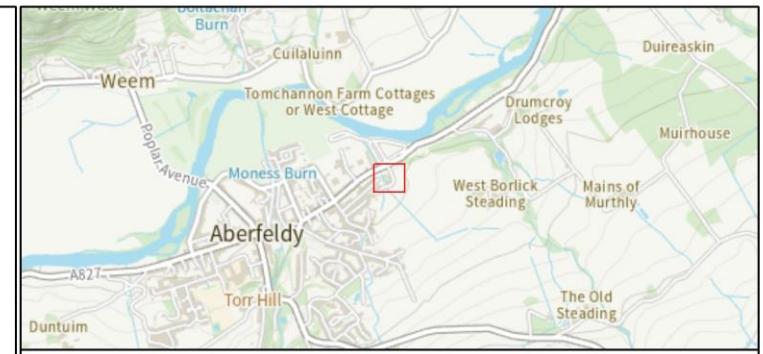 Burn
Cuilaluinn
Duireaskin
Weem
Tomchannon Farm Cottages
or West Cottage
Drumcroy
Lodges
Poplar Avenue
Muirhouse
Moness Burn
West Borlick
Steading
Mains of
Murthly
Aberfeldy
A827
Torr Hill
The Old
Steading
Duntuim